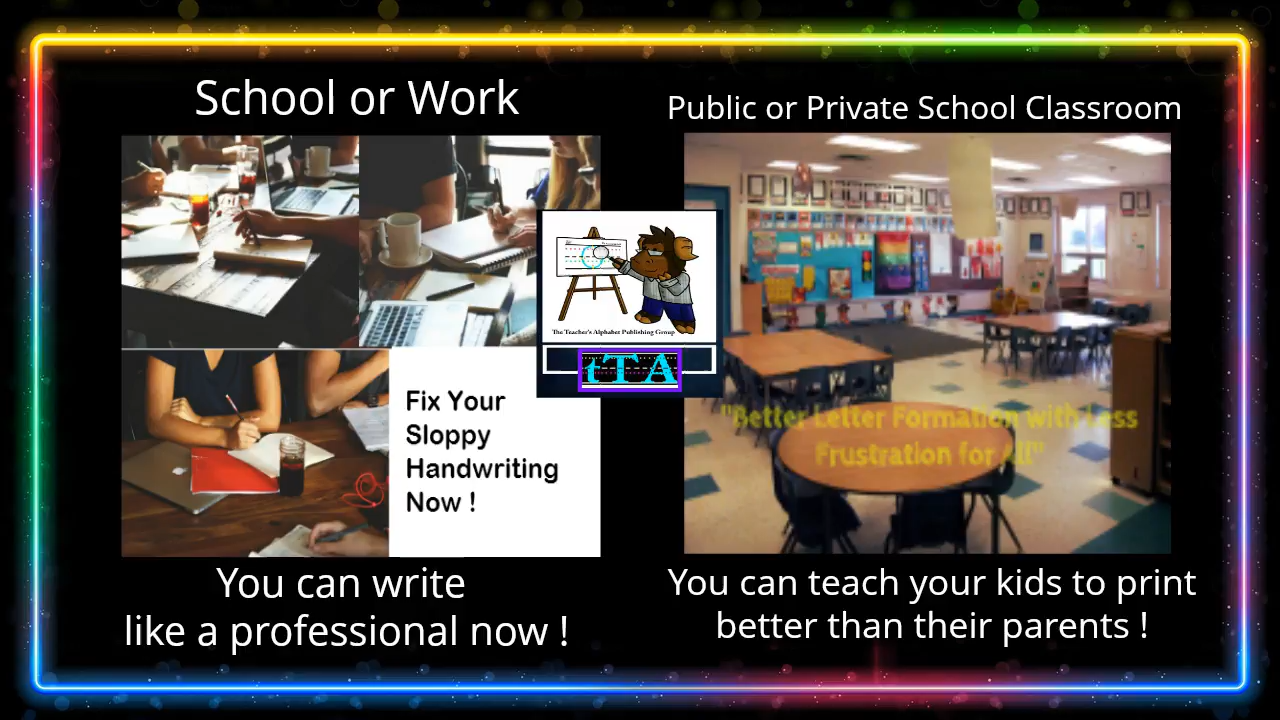 School or Work
Public or Private School Classroom
The Teacher's Alphabet Publishing Group
tTA
Fix Your
Sloppy
Handwriting
Now !
"Better Letter Formation with Less
Frustration for All"
You can write
like a professional now !
You can teach your kids to print
better than their parents !